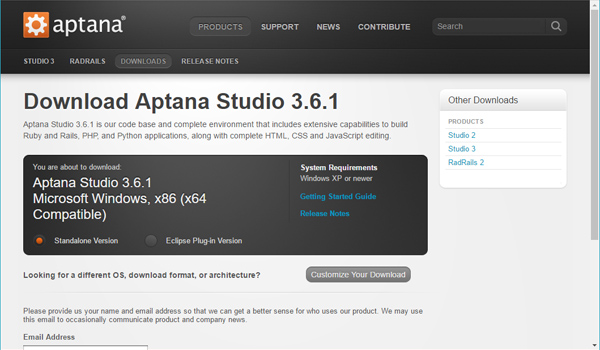 aptana®
PRODUCTS SUPPORT NEWS CONTRIBUTE Search
STUDIO 3 RADRAILS DOWNLOADS RELEASE NOTES
Download Aptana Studio 3.6.1
Aptana Studio 3.6.1 is our code base and complete environment that includes extensive capabilities to build
Ruby and Rails, PHP, and Python applications, along with complete HTML, CSS and JavaScript editing.
You are about to download:
Aptana Studio 3.6.1
Microsoft Windows, x86 (x64
Compatible)
Standalone Version Eclipse Plug-in Version
System Requirements
Windows XP or newer
Getting Started Guide
Release Notes
Looking for a different OS, download format, or architecture? Customize Your Download
Please provide us your name and email address so that we can get a better sense for who uses our product. We may use
this email to occasionally communicate product and company news.
Email Address
Other Downloads
PRODUCTS
Studio 2
Studio 3
RadRails 2